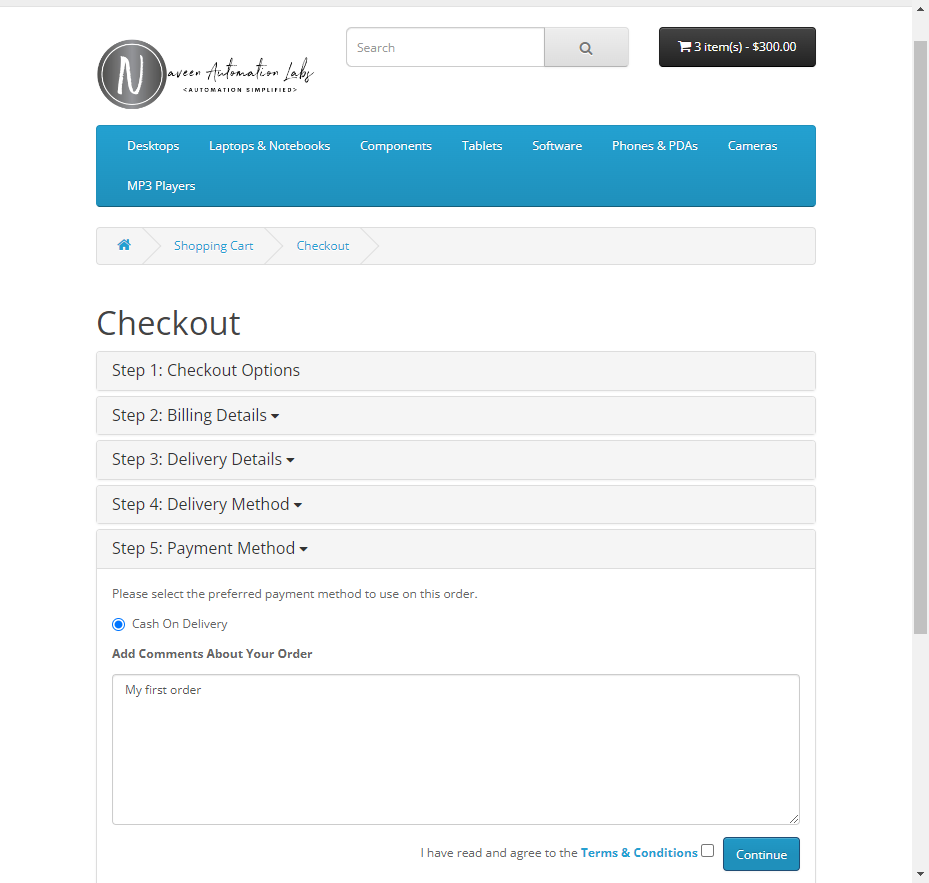 N aveen Automation Labs
<AUTOMATION SIMPLIFIED>
Search
3 item(s) - $300.00
Desktops Laptops & Notebooks Components Tablets Software Phones & PDAs Cameras
MP3 Players
Shopping Cart Checkout
Checkout
Step 1: Checkout Options
Step 2: Billing Details
Step 3: Delivery Details
Step 4: Delivery Method
Step 5: Payment Method
Please select the preferred payment method to use on this order.
Cash On Delivery
Add Comments About Your Order
My first order
I have read and agree to the Terms & Conditions
Continue